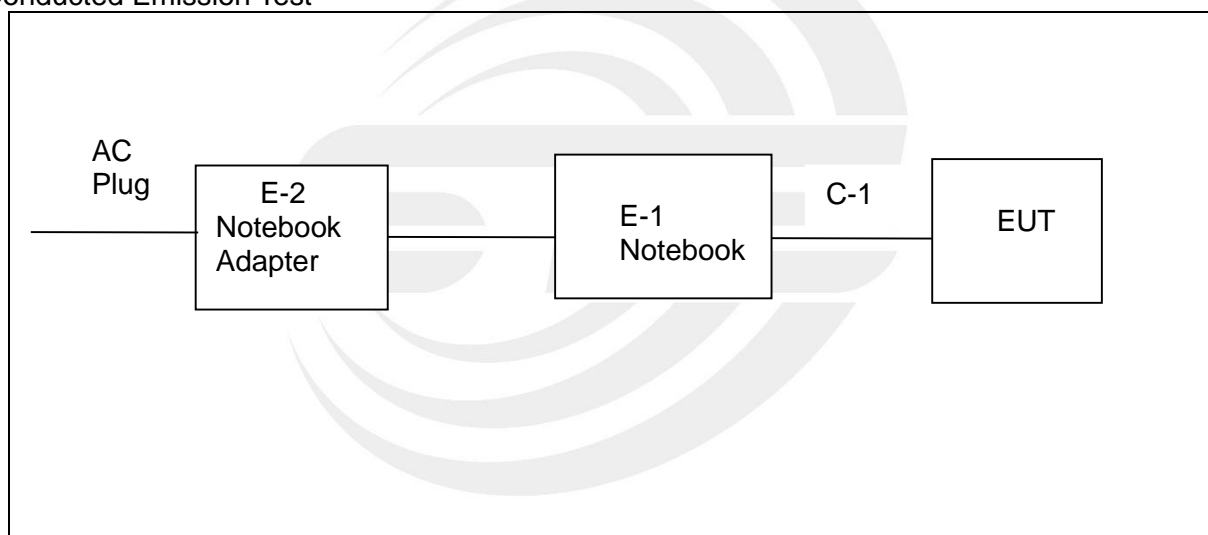 Conducted Emission Test
AC
Plug
E-2
Notebook
Adapter
E-1
Notebook
C-1
EUT